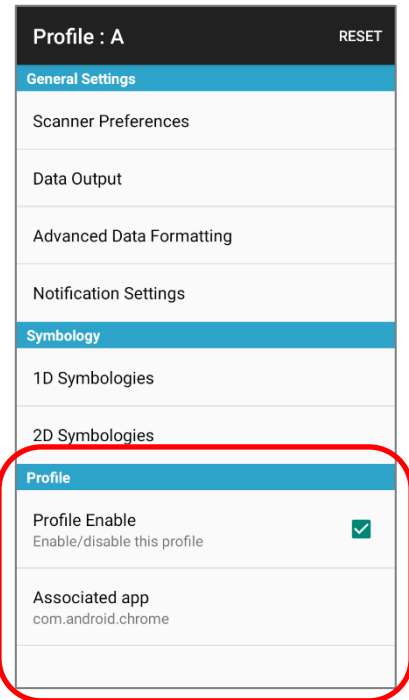 Profile : A
RESET
General Settings
Scanner Preferences
Data Output
Advanced Data Formatting
Notification Settings
Symbology
1D Symbologies
2D Symbologies
Profile
Profile Enable
Enable/disable this profile
Associated app
com.android.chrome